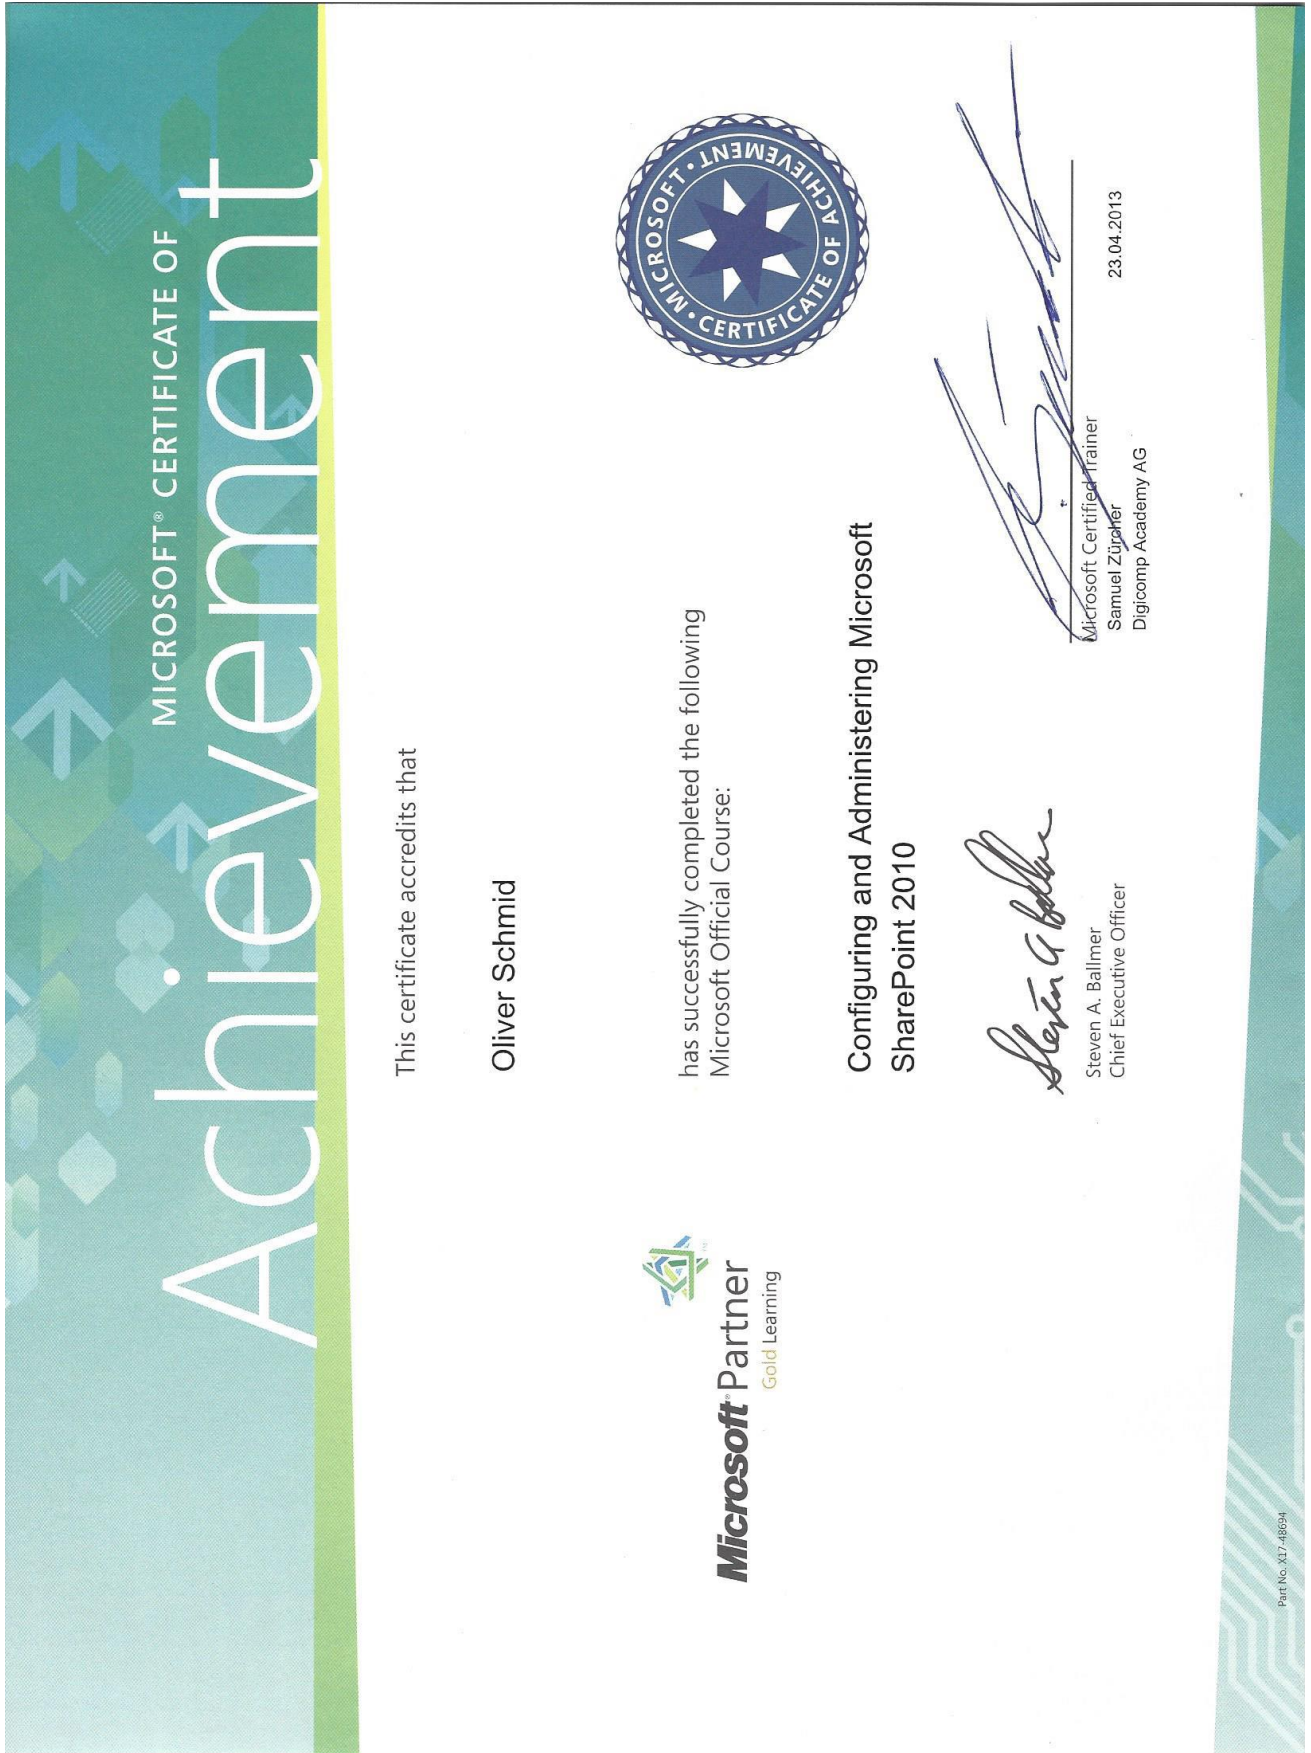 MICROSOFT® CERTIFICATE OF
Achievement
This certificate accredits that
Oliver Schmid
has successfully completed the following
Microsoft Official Course:
Microsoft® Partner
Gold Learning
MICROSOFT • CERTIFICATE OF ACHIEVEMENT •
Configuring and Administering Microsoft
SharePoint 2010
Steven A Ballmer
Steven A. Ballmer
Chief Executive Officer
Microsoft Certified Trainer
Samuel Zürcher 23.04.2013
Digicomp Academy AG
Part No. X17-48694